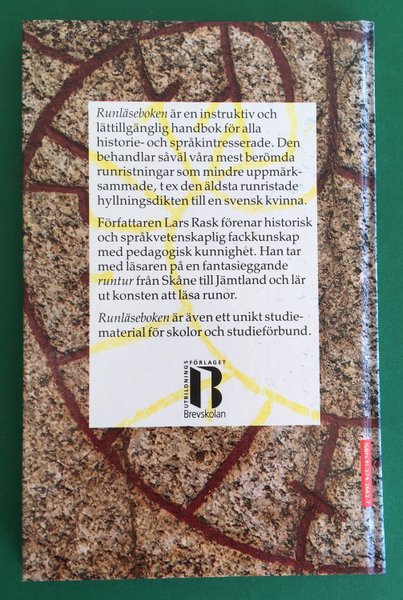 Runläseboken är en instruktiv och
lättillgänglig handbok för alla
historie- och språkintresserade. Den
behandlar såväl våra mest berömda
runristningar som mindre uppmärk-
sammade, t ex den äldsta runristade
hyllningsdikten till en svensk kvinna.
Författaren Lars Rask förenar historisk
och språkvetenskaplig fackkunskap
med pedagogisk kunnighet. Han tar
med läsaren på en fantasieggande
runtur från Skåne till Jämtland och lär
ut konsten att läsa runor.
Runläseboken är även ett unikt studie-
material för skolor och studieförbund.
UTBILDNINGS
FÖRLAGET
Brevskolan